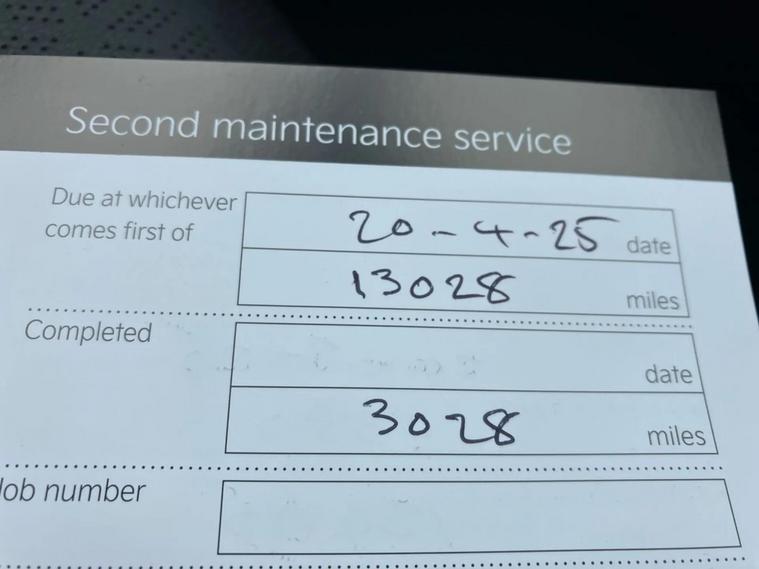 Second maintenance service
Due at whichever
comes first of
20-4-25 date
13028 miles
Completed
date
3028 miles
Job number